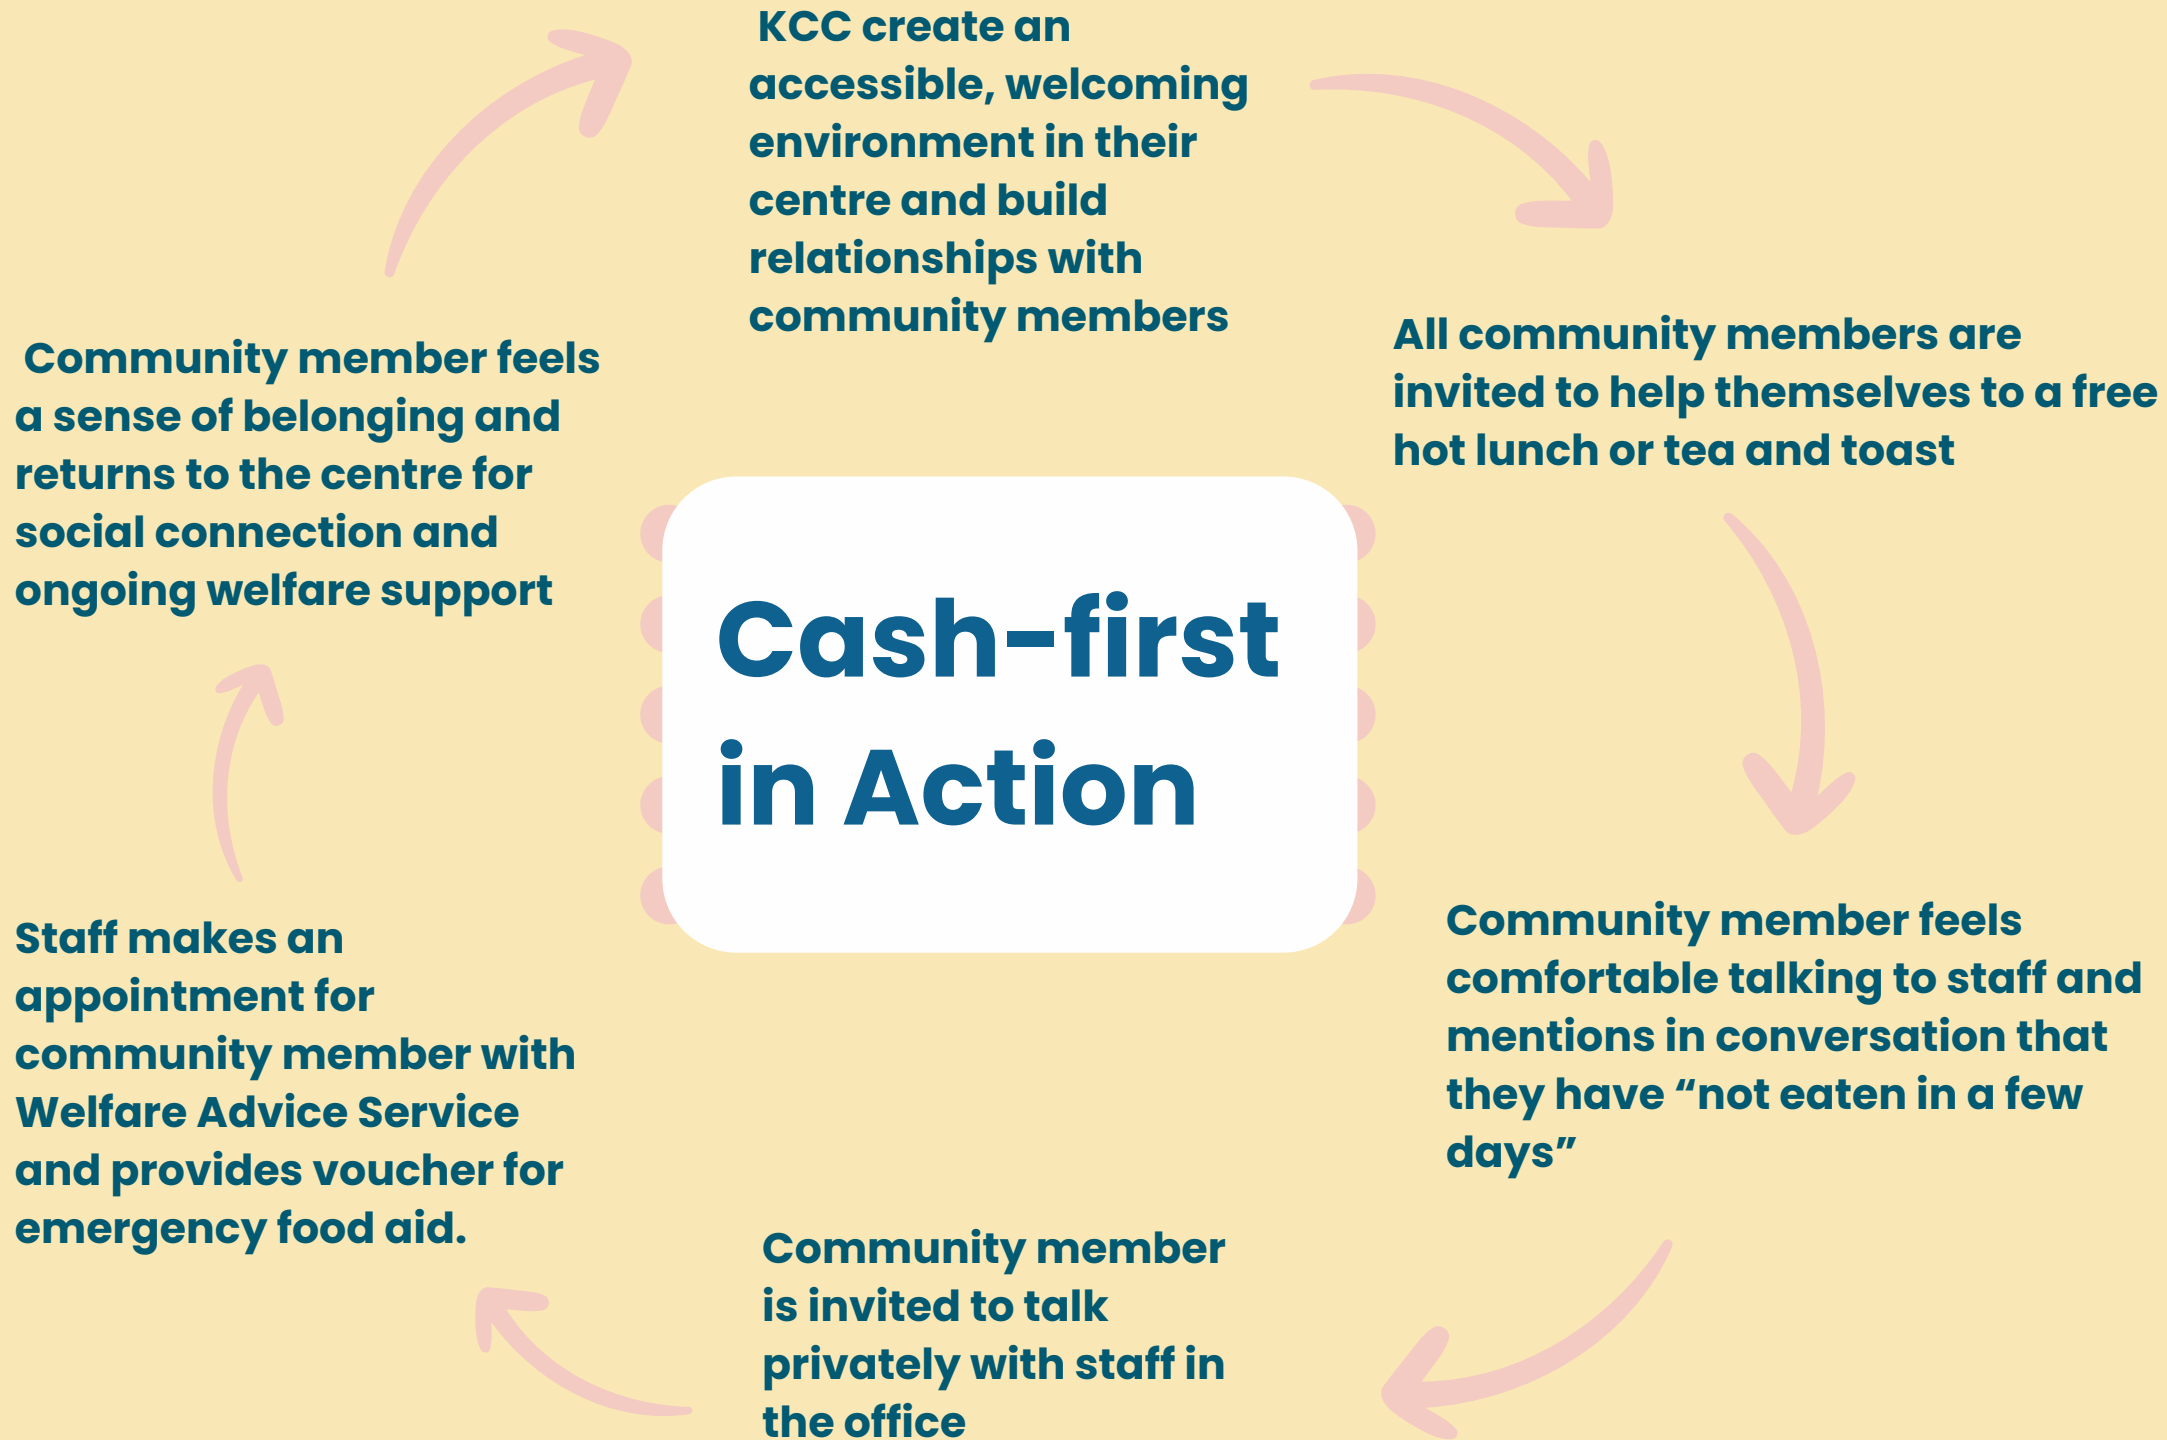 KCC create an
accessible, welcoming
environment in their
centre and build
relationships with
community members
All community members are
invited to help themselves to a free
hot lunch or tea and toast
Community member feels
comfortable talking to staff and
mentions in conversation that
they have “not eaten in a few
days”
Community member
is invited to talk
privately with staff in
the office
Staff makes an
appointment for
community member with
Welfare Advice Service
and provides voucher for
emergency food aid.
Community member feels
a sense of belonging and
returns to the centre for
social connection and
ongoing welfare support
Cash-first
in Action